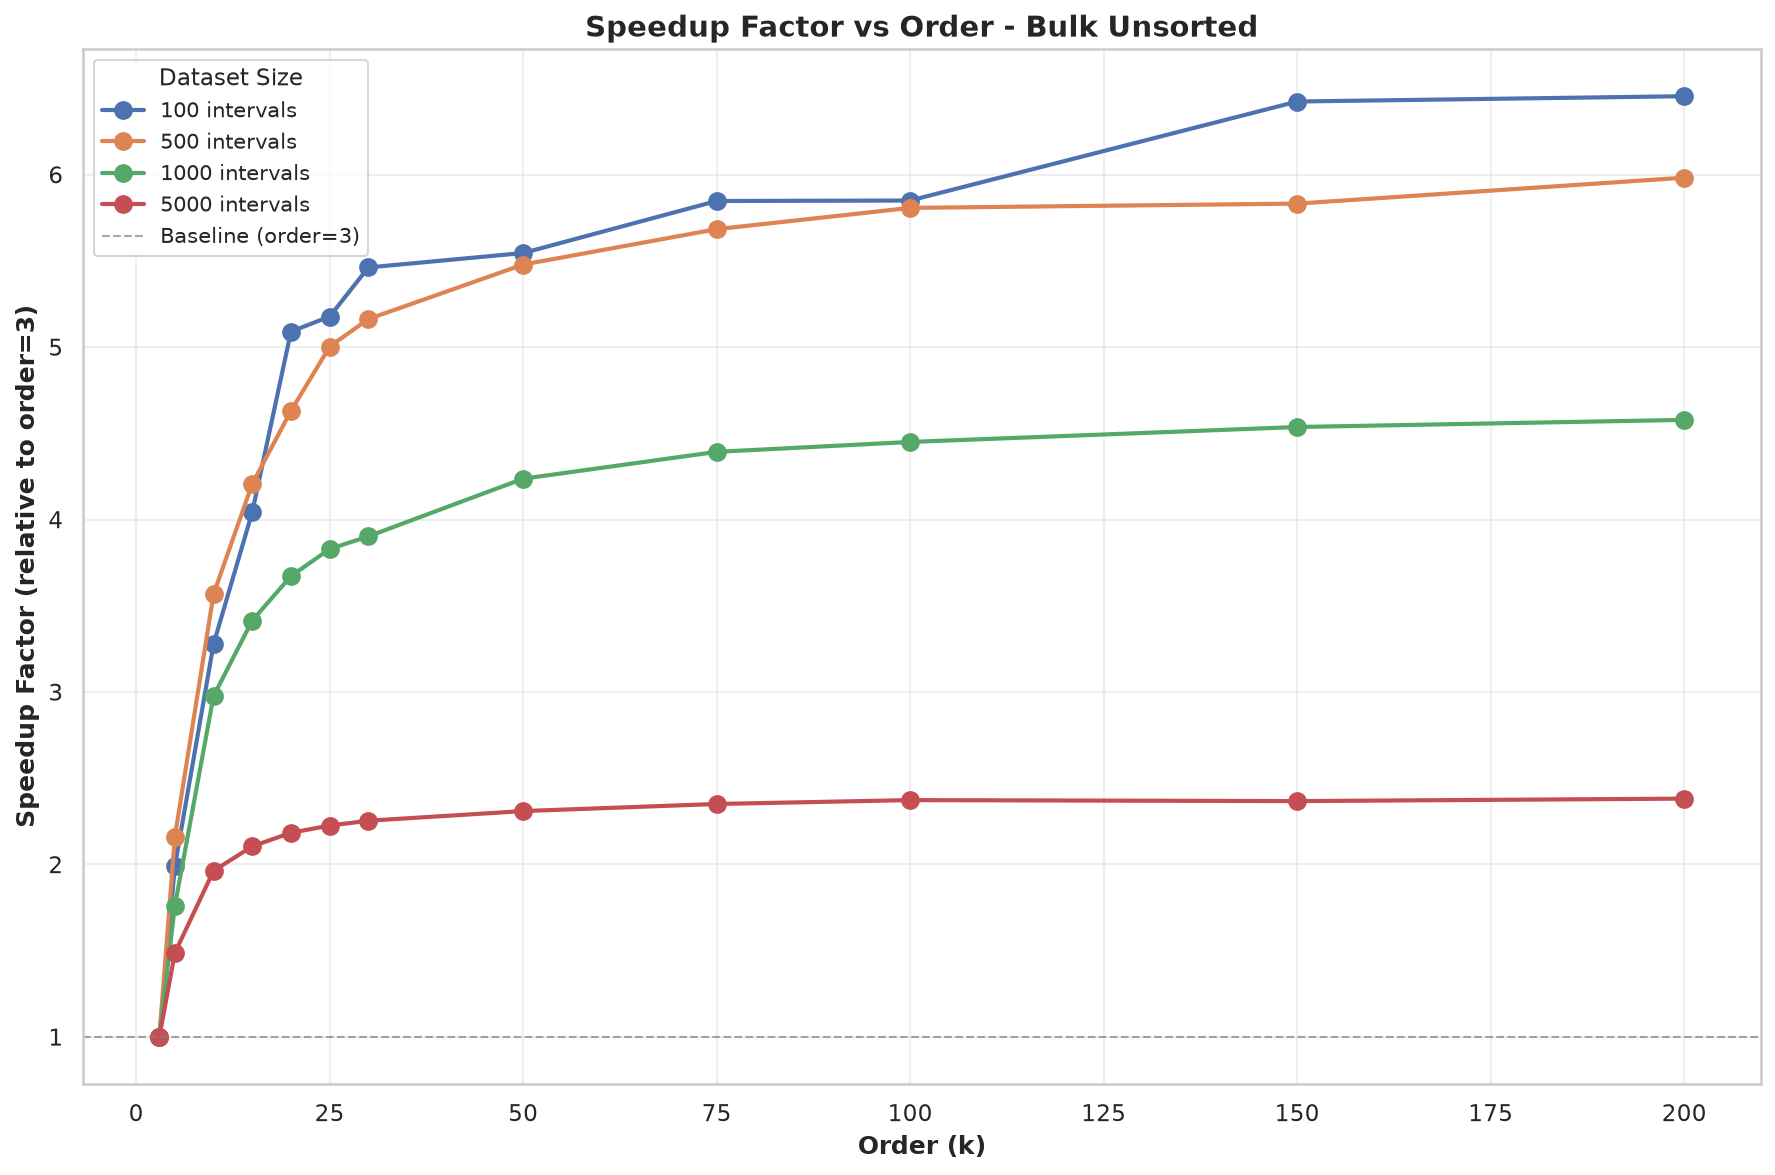 Speedup Factor vs Order - Bulk Unsorted
Dataset Size
100 intervals
500 intervals
1000 intervals
5000 intervals
Baseline (order=3)
Speedup Factor (relative to order=3)
6
5
4
3
2
1
0 25 50 75 100 125 150 175 200
Order (k)